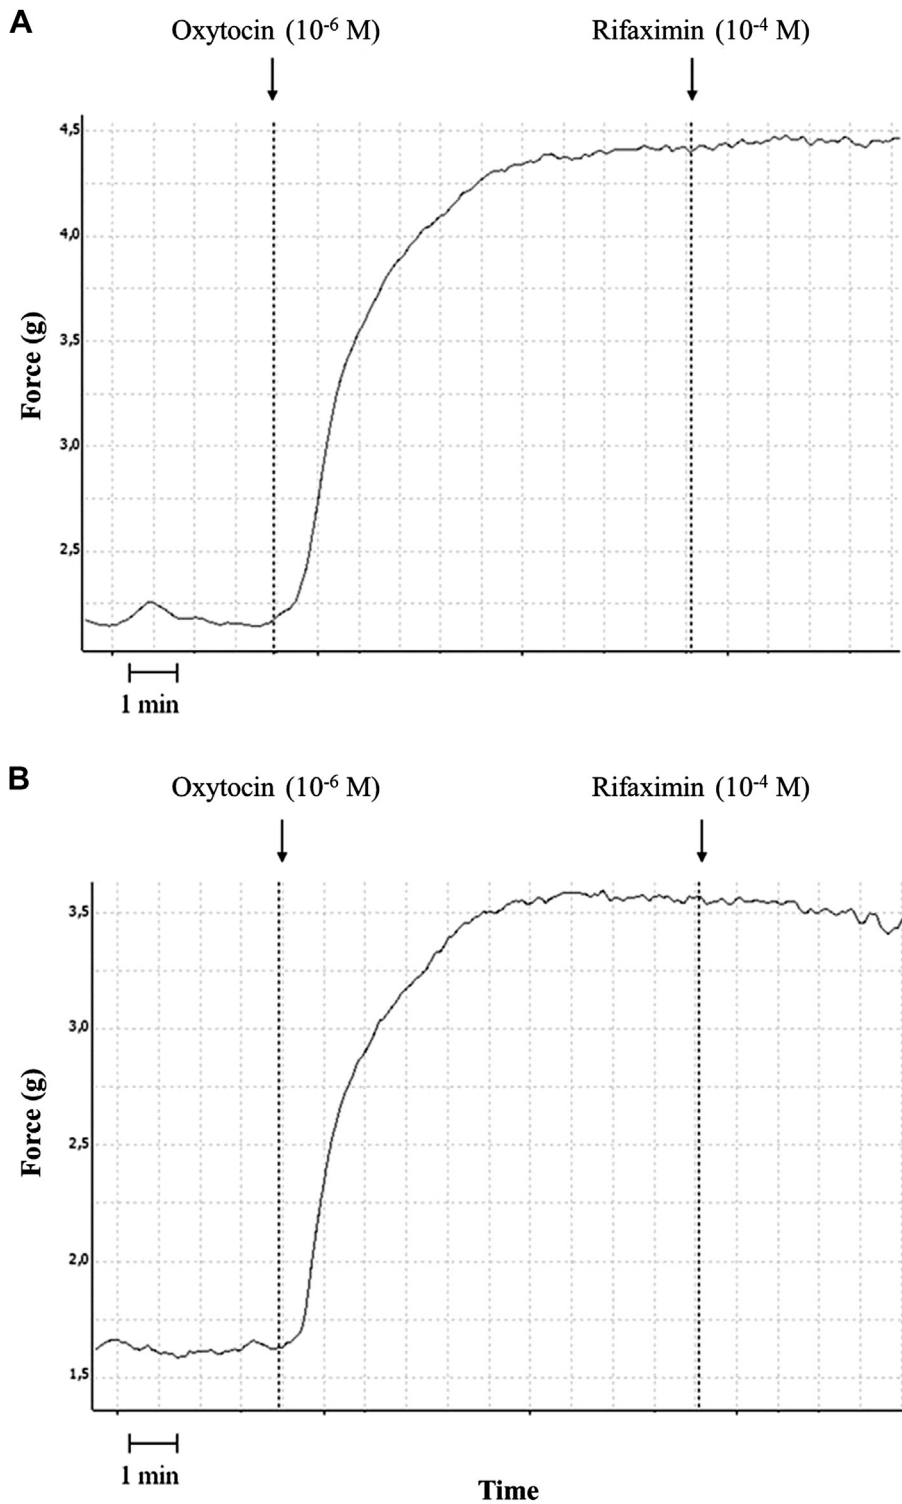 A
Oxytocin (10⁻⁶ M) Rifaximin (10⁻⁴ M)
4,5
4,0
3,5
3,0
2,5
Force (g)
1 min
B
Oxytocin (10⁻⁶ M) Rifaximin (10⁻⁴ M)
3,5
3,0
2,5
2,0
1,5
Force (g)
1 min
Time